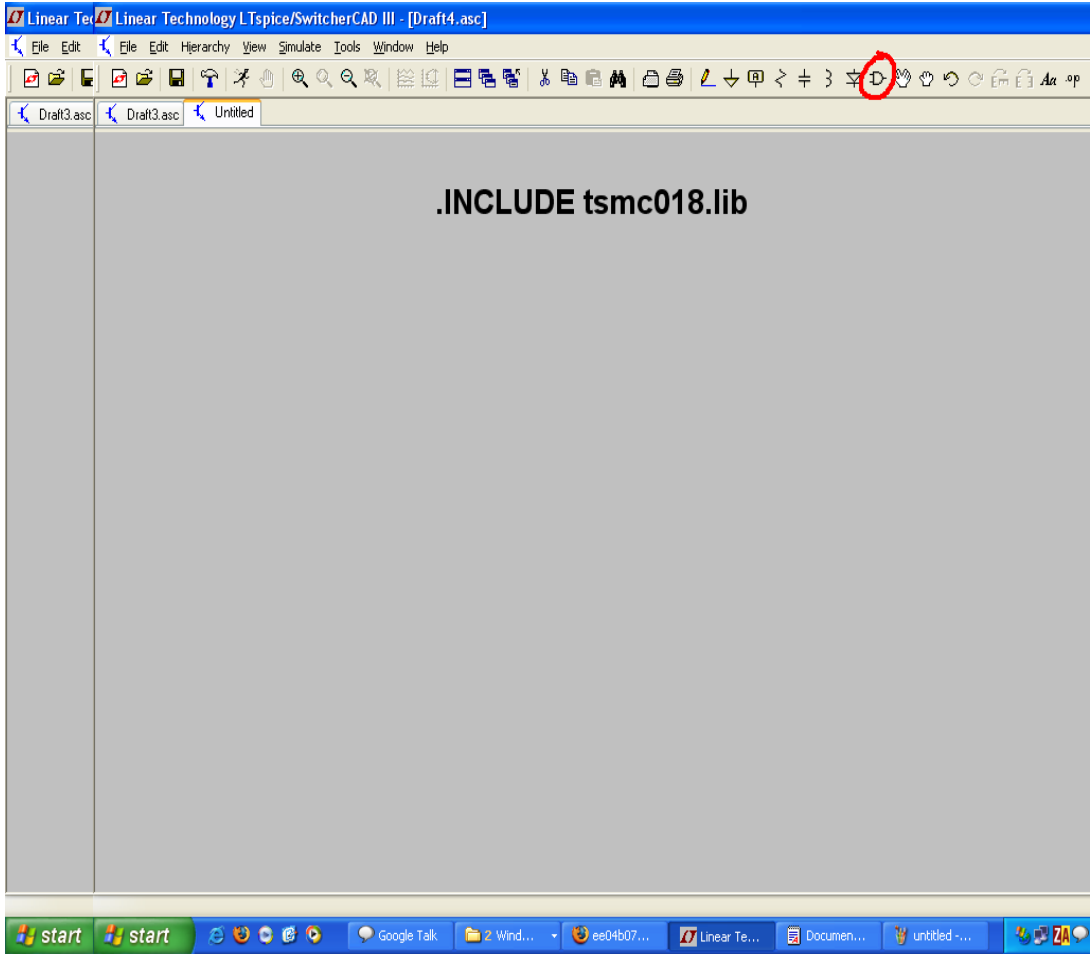 Linear Tec
Linear Technology LTspice/SwitcherCAD III - [Draft4.asc]
File Edit
File Edit Hierarchy View Simulate Tools Window Help
Aa .op
Draft3.asc
Draft3.asc
Untitled
.INCLUDE tsmc018.lib
start
start
Google Talk
2 Wind...
ee04b07...
Linear Te...
Documen...
untitled -...
ZA